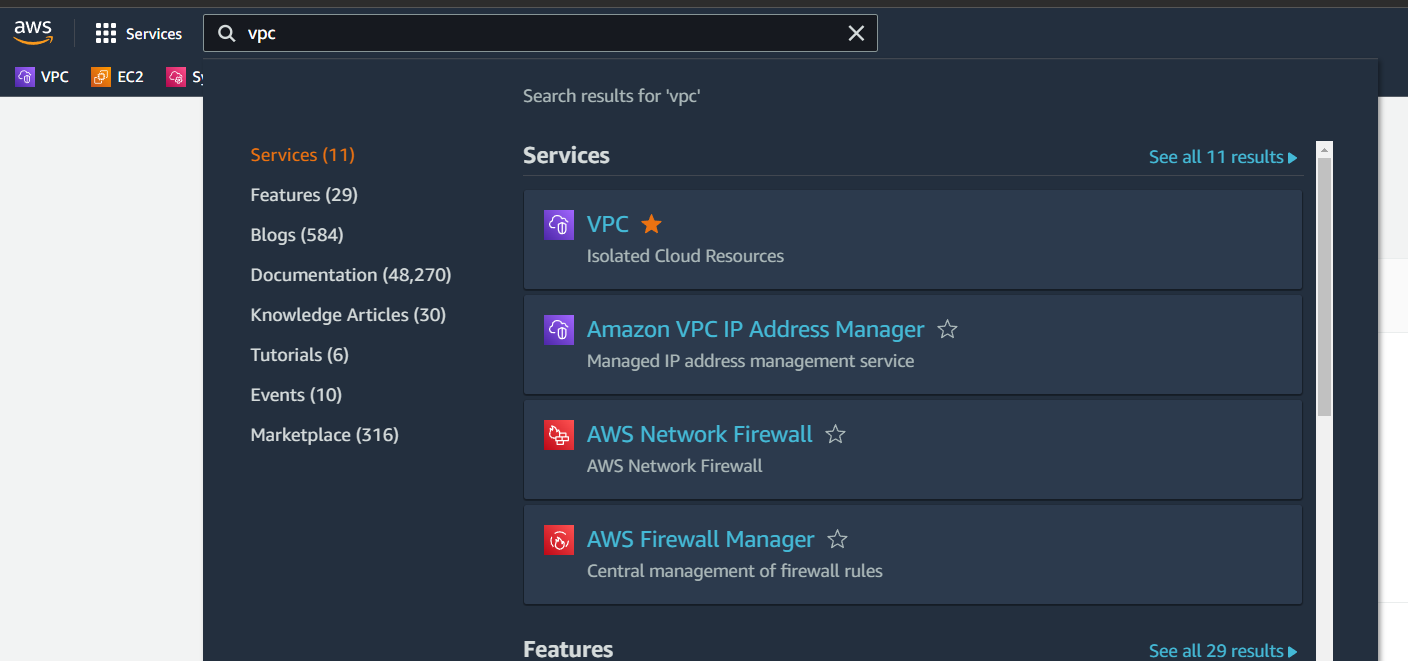 aws
Services
vpc
VPC
EC2
Search results for 'vpc'
Services (11)
Features (29)
Blogs (584)
Documentation (48,270)
Knowledge Articles (30)
Tutorials (6)
Events (10)
Marketplace (316)
Services
See all 11 results
VPC
Isolated Cloud Resources
Amazon VPC IP Address Manager
Managed IP address management service
AWS Network Firewall
AWS Network Firewall
AWS Firewall Manager
Central management of firewall rules
Features
See all 29 results